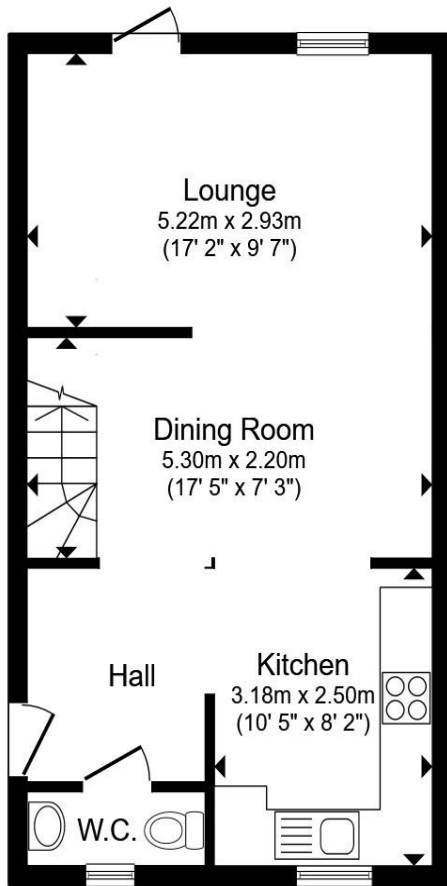 Lounge
5.22m x 2.93m
(17' 2" x 9' 7")
Dining Room
5.30m x 2.20m
(17' 5" x 7' 3")
Hall
Kitchen
3.18m x 2.50m
(10' 5" x 8' 2")
W.C.